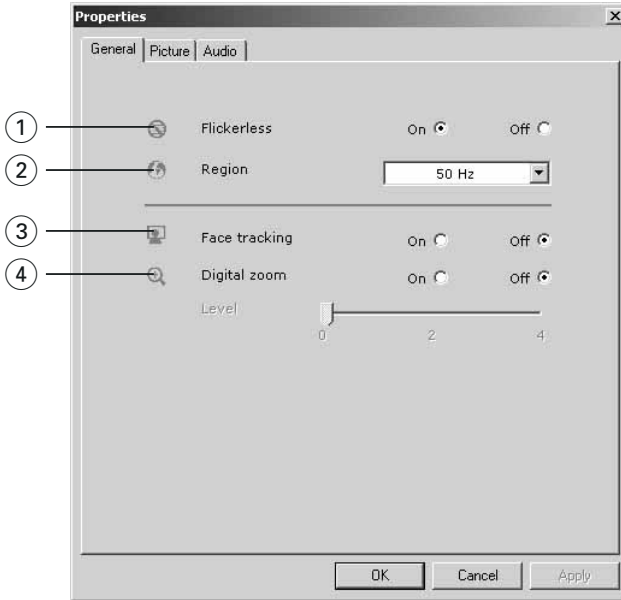 Properties
General Picture Audio
1 Flickerless On Off
2 Region 50 Hz
3 Face tracking On Off
4 Digital zoom On Off
Level
0 2 4
OK Cancel Apply